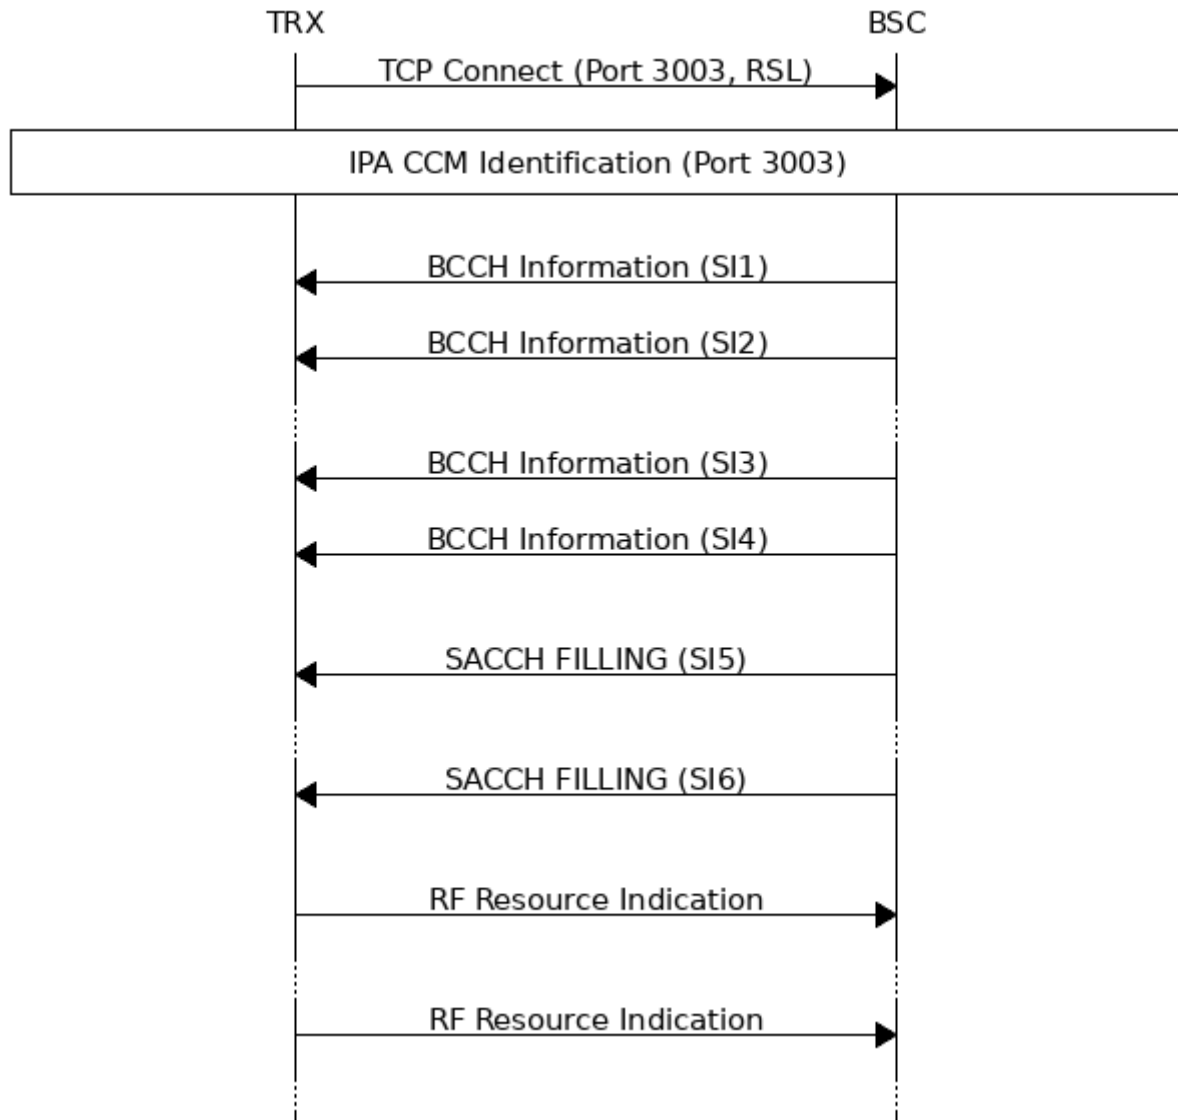 TRX BSC
TCP Connect (Port 3003, RSL)
IPA CCM Identification (Port 3003)
BCCH Information (SI1)
BCCH Information (SI2)
BCCH Information (SI3)
BCCH Information (SI4)
SACCH FILLING (SI5)
SACCH FILLING (SI6)
RF Resource Indication
RF Resource Indication